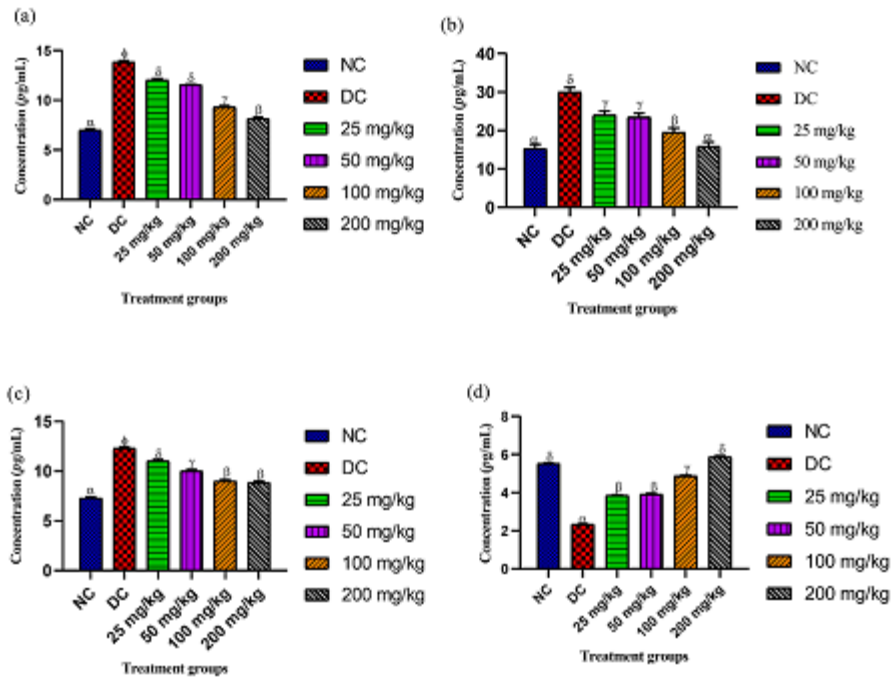 (a)
Concentration (pg/mL)
15
10
5
0
α
ϕ
δ
δ
γ
β
NC
DC
25 mg/kg
50 mg/kg
100 mg/kg
200 mg/kg
Treatment groups
NC
DC
25 mg/kg
50 mg/kg
100 mg/kg
200 mg/kg
(b)
Concentration (pg/mL)
40
30
20
10
0
α
δ
γ
γ
β
α
NC
DC
25 mg/kg
50 mg/kg
100 mg/kg
200 mg/kg
Treatment groups
NC
DC
25 mg/kg
50 mg/kg
100 mg/kg
200 mg/kg
(c)
Concentration (pg/mL)
15
10
5
0
α
ϕ
δ
γ
β
β
NC
DC
25 mg/kg
50 mg/kg
100 mg/kg
200 mg/kg
Treatment groups
NC
DC
25 mg/kg
50 mg/kg
100 mg/kg
200 mg/kg
(d)
Concentration (pg/mL)
8
6
4
2
0
δ
α
β
β
γ
δ
NC
DC
25 mg/kg
50 mg/kg
100 mg/kg
200 mg/kg
Treatment groups
NC
DC
25 mg/kg
50 mg/kg
100 mg/kg
200 mg/kg